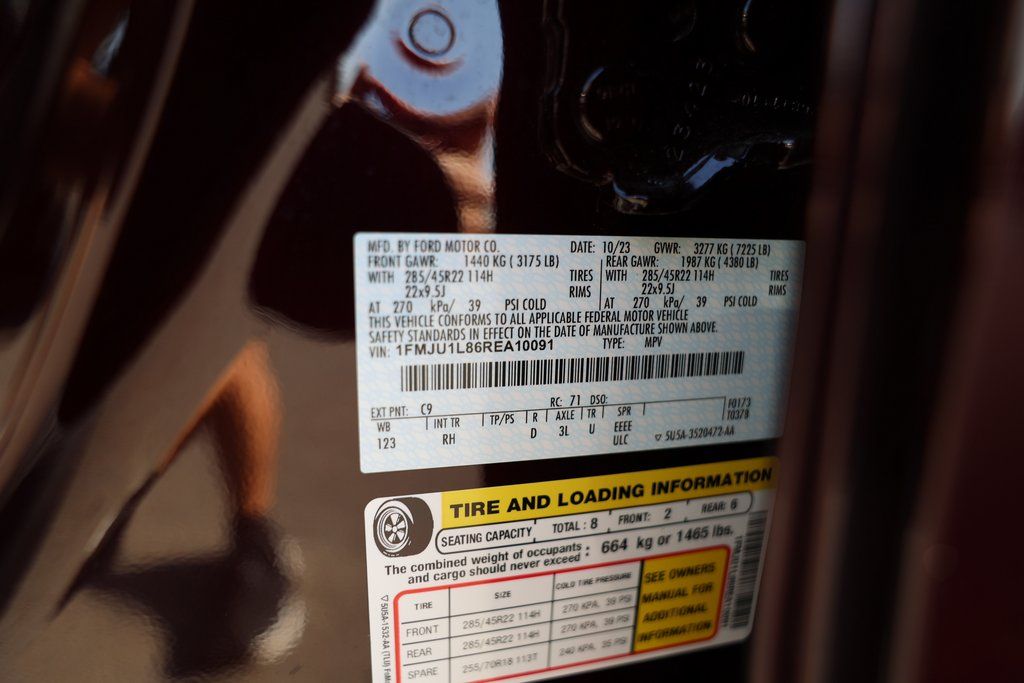 MFD. BY FORD MOTOR CO. DATE: 10/23 GVWR: 3277 KG ( 7225 LB)
FRONT GAWR: 1440 KG ( 3175 LB) REAR GAWR: 1987 KG ( 4380 LB)
WITH 285/45R22 114H TIRES WITH 285/45R22 114H TIRES
22x9.5J RIMS 22x9.5J RIMS
AT 270 kPa/ 39 PSI COLD AT 270 kPa/ 39 PSI COLD
THIS VEHICLE CONFORMS TO ALL APPLICABLE FEDERAL MOTOR VEHICLE
SAFETY STANDARDS IN EFFECT ON THE DATE OF MANUFACTURE SHOWN ABOVE.
VIN: 1FMJU1L86REA10091 TYPE: MPV
EXT PNT: C9 RC: 71 DSO: F0173
WB INT TR TP/PS R AXLE TR SPR T0378
123 RH D 3L U EEEE
ULC ▽ 5U5A-3520472-AA
TIRE AND LOADING INFORMATION
SEATING CAPACITY TOTAL : 8 FRONT: 2 REAR: 6
The combined weight of occupants
and cargo should never exceed : 664 kg or 1465 lbs.
TIRE SIZE COLD TIRE PRESSURE
FRONT 285/45R22 114H 270 KPA, 39 PSI
REAR 285/45R22 114H 270 KPA, 39 PSI
SPARE 255/70R18 113T 240 KPA, 35 PSI
SEE OWNERS
MANUAL FOR
ADDITIONAL
INFORMATION
▽ 5U5A-1532-AA (TLU)